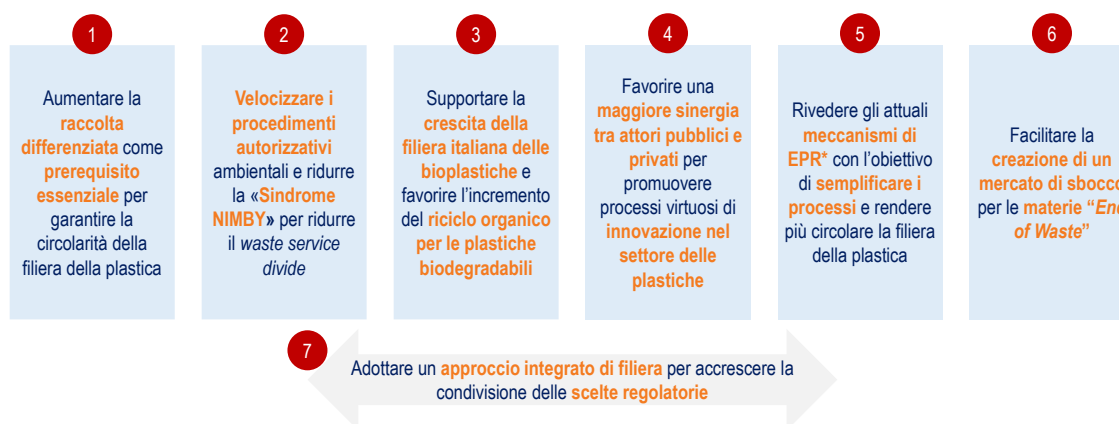 1
Aumentare la
raccolta
differenziata come
prerequisito
essenziale per
garantire la
circolarità della
filiera della plastica
2
Velocizzare i
procedimenti
autorizzativi
ambientali e ridurre
la «Sindrome
NIMBY» per ridurre
il waste service
divide
3
Supportare la
crescita della
filiera italiana delle
bioplastiche e
favorire l'incremento
del riciclo organico
per le plastiche
biodegradabili
4
Favorire una
maggiore sinergia
tra attori pubblici e
privati per
promuovere
processi virtuosi di
innovazione nel
settore delle
plastiche
5
Rivedere gli attuali
meccanismi di
EPR* con l'obiettivo
di semplificare i
processi e rendere
più circolare la filiera
della plastica
6
Facilitare la
creazione di un
mercato di sbocco
per le materie "End
of Waste"
7
Adottare un approccio integrato di filiera per accrescere la
condivisione delle scelte regolatorie